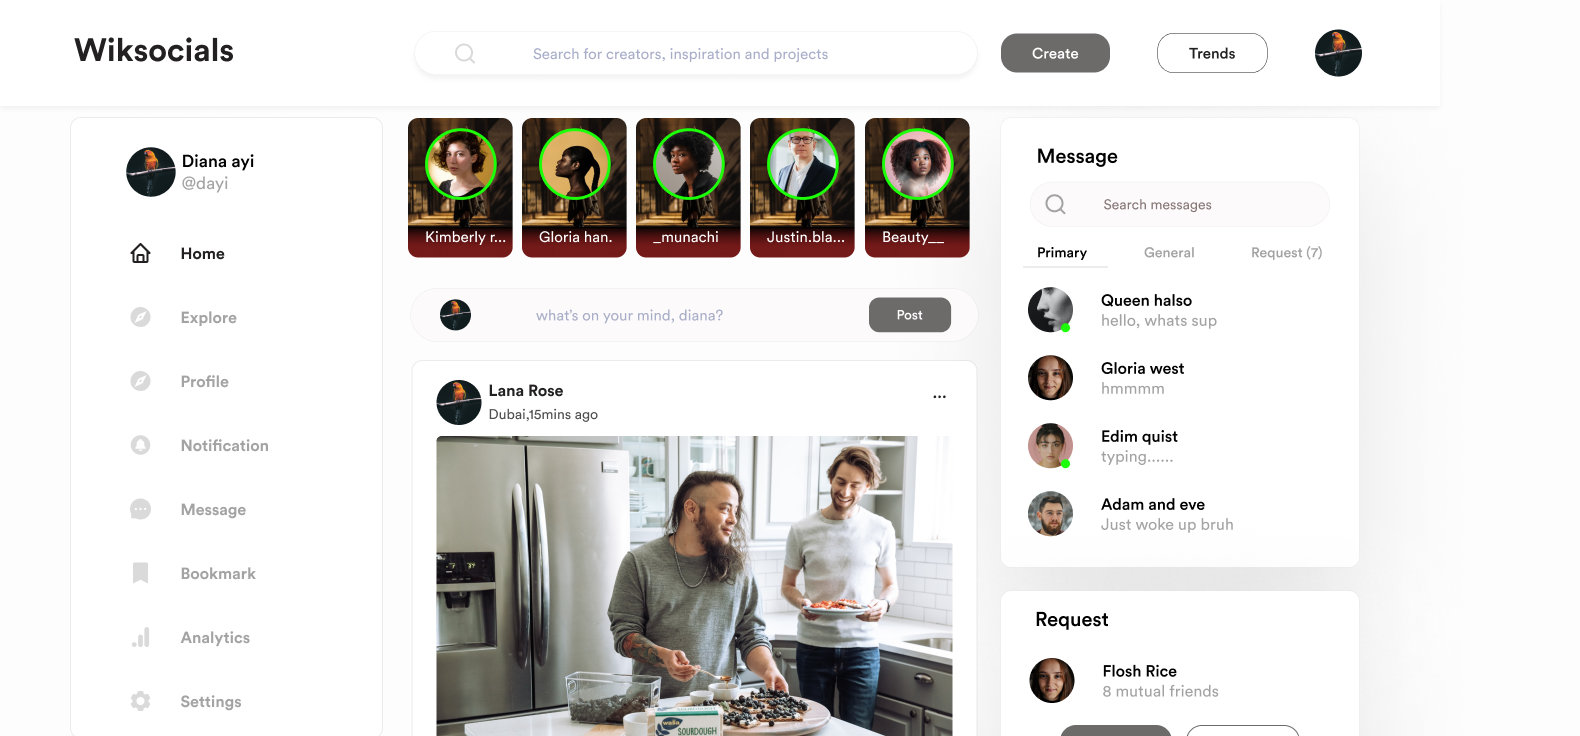 Wiksocials
Search for creators, inspiration and projects
Create
Trends
Diana ayi
@dayi
Home
Explore
Profile
Notification
Message
Bookmark
Analytics
Settings
Kimberly r...
Gloria han.
_munachi
Justin.bla...
Beauty__
what's on your mind, diana?
Post
Lana Rose
Dubai,15mins ago
...
walla
SOURDOUGH
Message
Search messages
Primary
General
Request (7)
Queen halso
hello, whats sup
Gloria west
hmmmm
Edim quist
typing......
Adam and eve
Just woke up bruh
Request
Flosh Rice
8 mutual friends